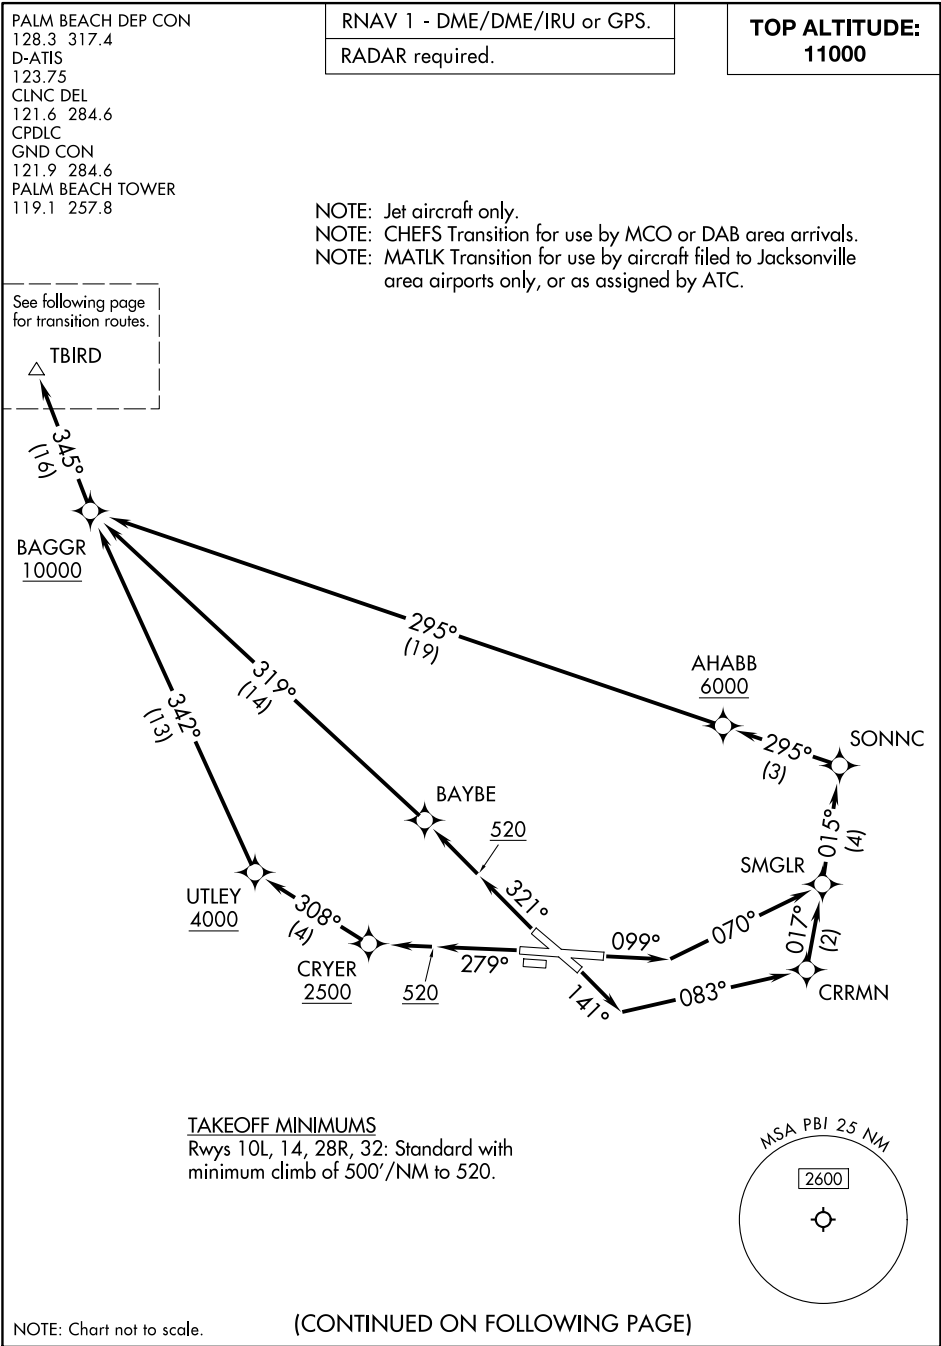 PALM BEACH DEP CON
128.3 317.4
D-ATIS
123.75
CLNC DEL
121.6 284.6
CPDLC
GND CON
121.9 284.6
PALM BEACH TOWER
119.1 257.8
RNAV 1 - DME/DME/IRU or GPS.
RADAR required.
TOP ALTITUDE:
11000
NOTE: Jet aircraft only.
NOTE: CHEFS Transition for use by MCO or DAB area arrivals.
NOTE: MATLK Transition for use by aircraft filed to Jacksonville
area airports only, or as assigned by ATC.
See following page
for transition routes.
TBIRD
345°
(16)
BAGGR
10000
295°
(19)
AHABB
6000
319°
(14)
342°
(13)
295°
(3)
SONNC
BAYBE
520
015°
(4)
SMGLR
UTLEY
4000
308°
(4)
321°
CRYER
2500
520
279°
099°
070°
017°
(2)
141°
083°
CRRMN
TAKEOFF MINIMUMS
Rwys 10L, 14, 28R, 32: Standard with
minimum climb of 500'/NM to 520.
MSA PBI 25 NM
2600
NOTE: Chart not to scale.
(CONTINUED ON FOLLOWING PAGE)